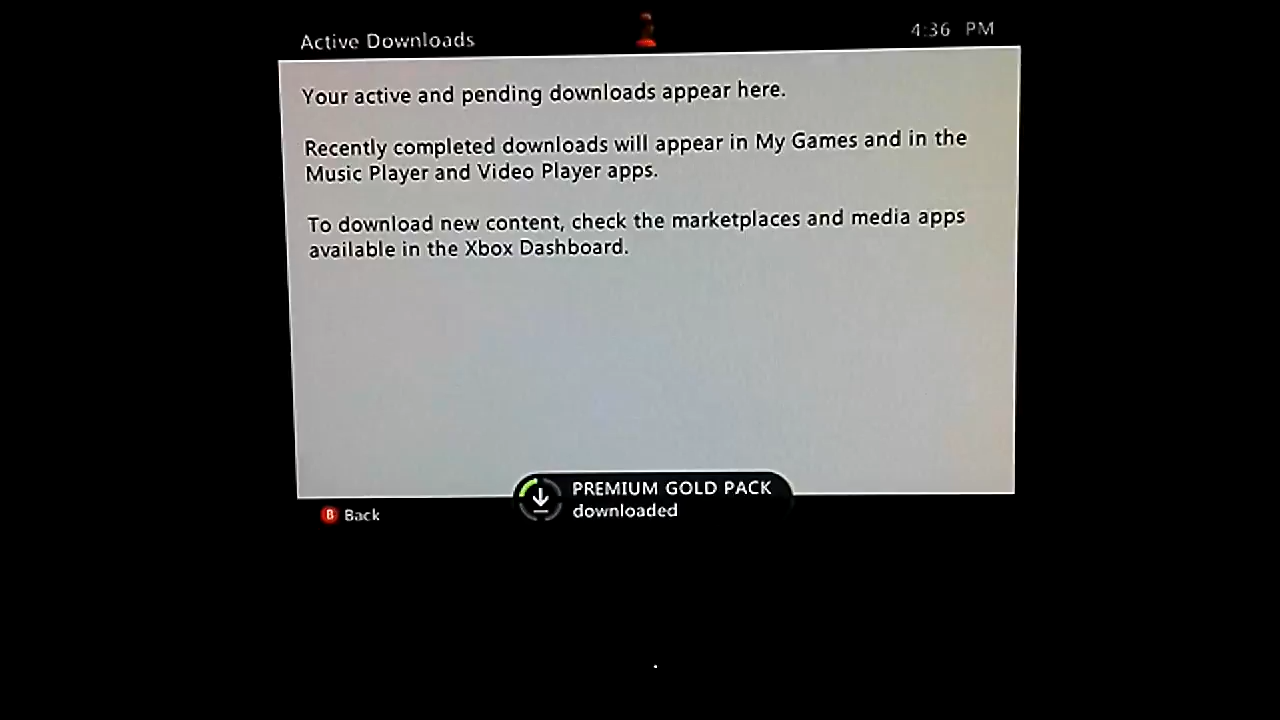 Active Downloads
4:36 PM
Your active and pending downloads appear here.
Recently completed downloads will appear in My Games and in the
Music Player and Video Player apps.
To download new content, check the marketplaces and media apps
available in the Xbox Dashboard.
PREMIUM GOLD PACK
downloaded
B Back